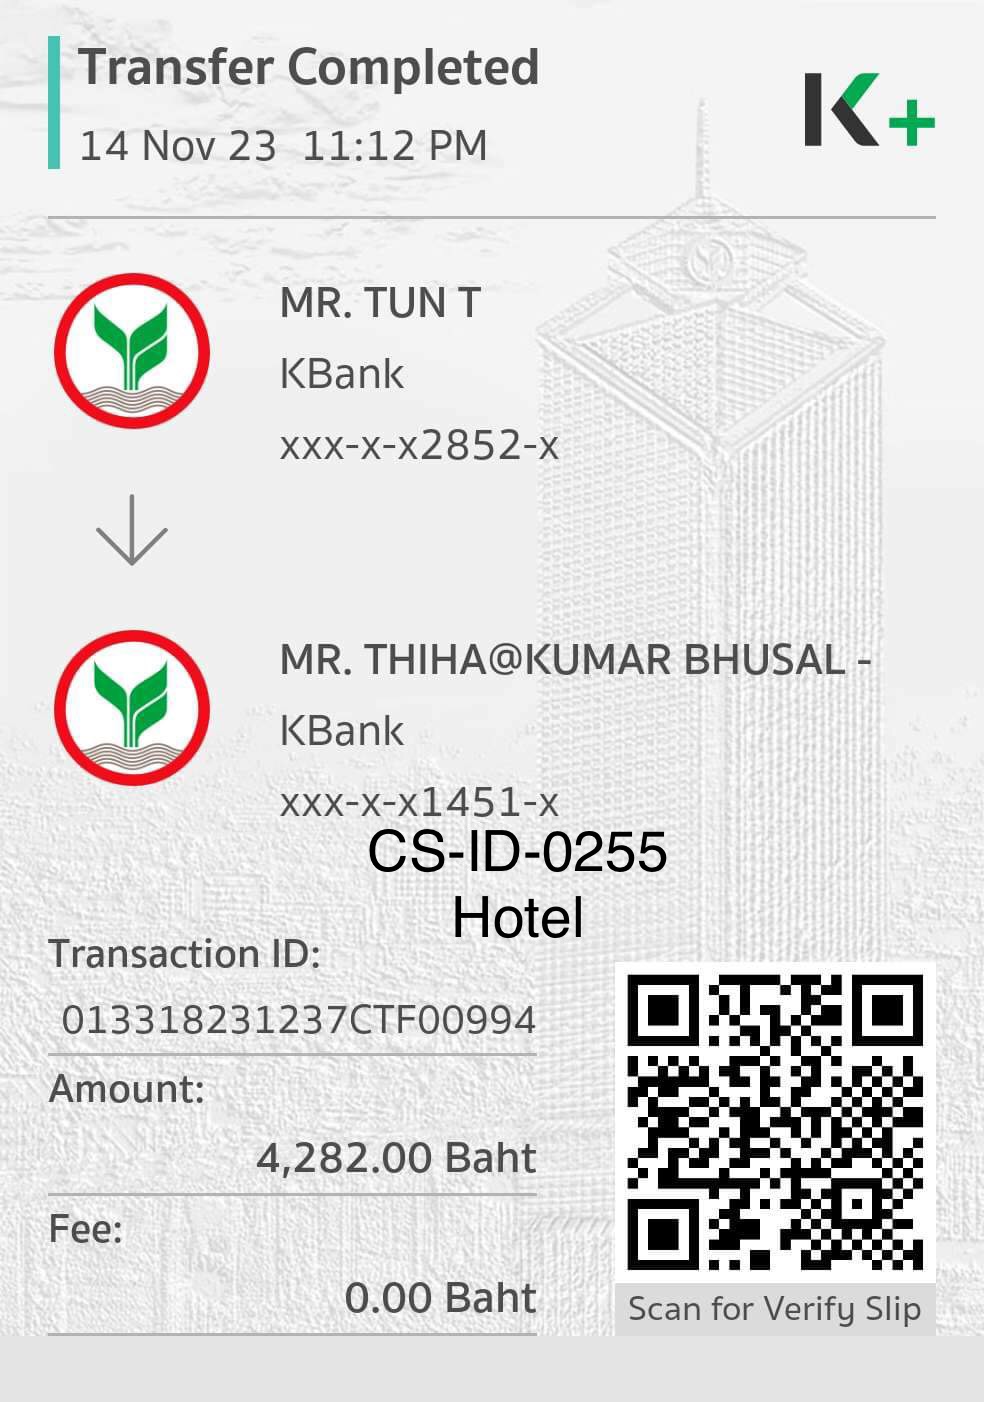 Transfer Completed
14 Nov 23 11:12 PM
K+
MR. TUN T
KBank
xxx-x-x2852-x
MR. THIHA@KUMAR BHUSAL -
KBank
xxx-x-x1451-x
CS-ID-0255
Hotel
Transaction ID:
013318231237CTF00994
Amount:
4,282.00 Baht
Fee:
0.00 Baht
Scan for Verify Slip